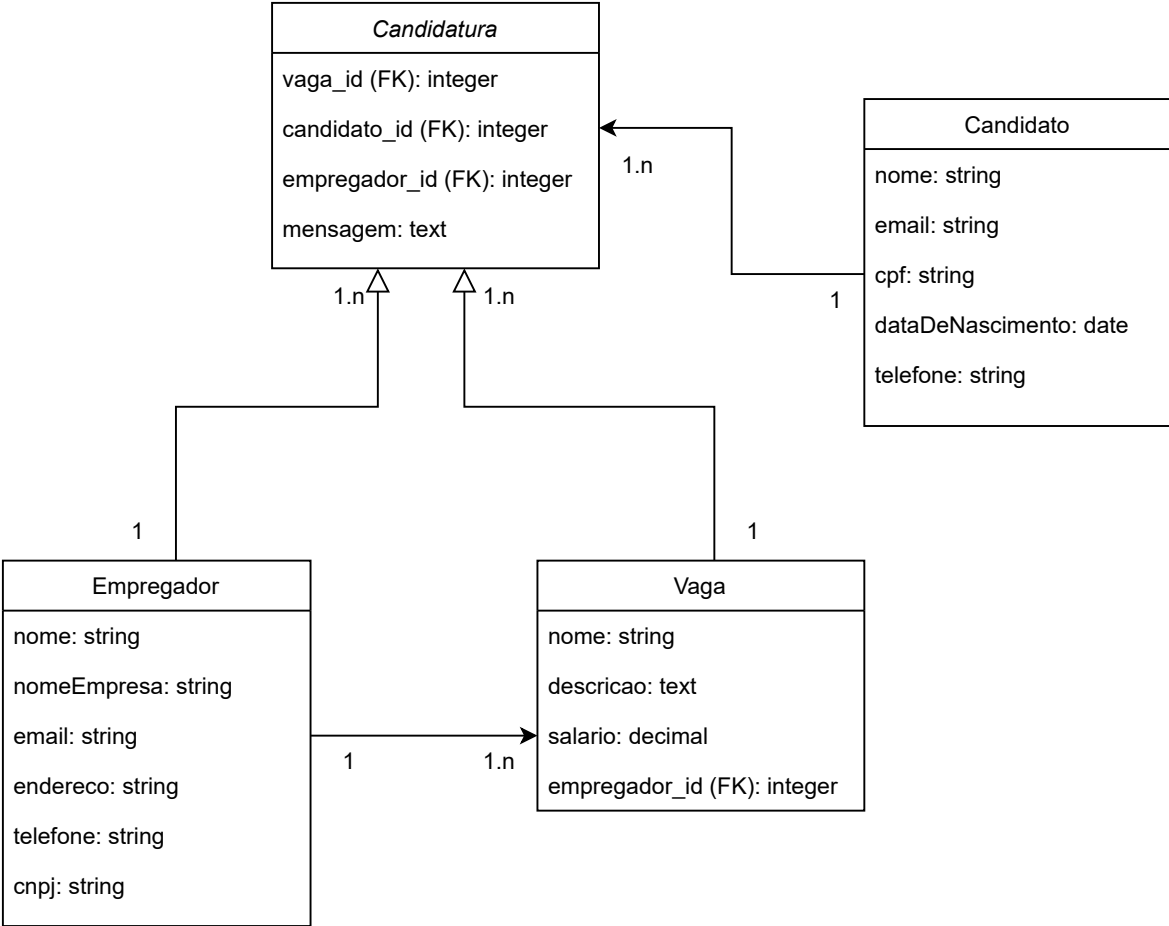 Candidatura
vaga_id (FK): integer
candidato_id (FK): integer
empregador_id (FK): integer
mensagem: text
Candidato
nome: string
email: string
cpf: string
dataDeNascimento: date
telefone: string
1.n
1
1.n
1.n
1
1
Empregador
nome: string
nomeEmpresa: string
email: string
endereco: string
telefone: string
cnpj: string
1
1.n
Vaga
nome: string
descricao: text
salario: decimal
empregador_id (FK): integer